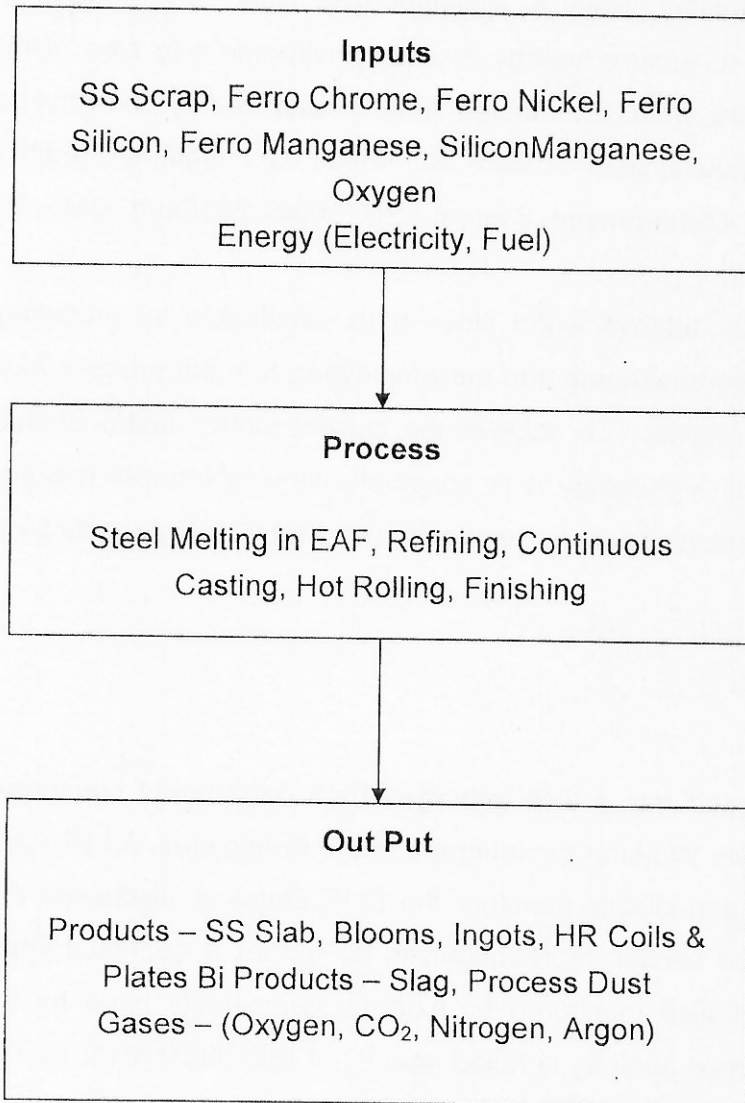 Inputs
SS Scrap, Ferro Chrome, Ferro Nickel, Ferro
Silicon, Ferro Manganese, SiliconManganese,
Oxygen
Energy (Electricity, Fuel)
Process
Steel Melting in EAF, Refining, Continuous
Casting, Hot Rolling, Finishing
Out Put
Products – SS Slab, Blooms, Ingots, HR Coils &
Plates Bi Products – Slag, Process Dust
Gases – (Oxygen, CO₂, Nitrogen, Argon)